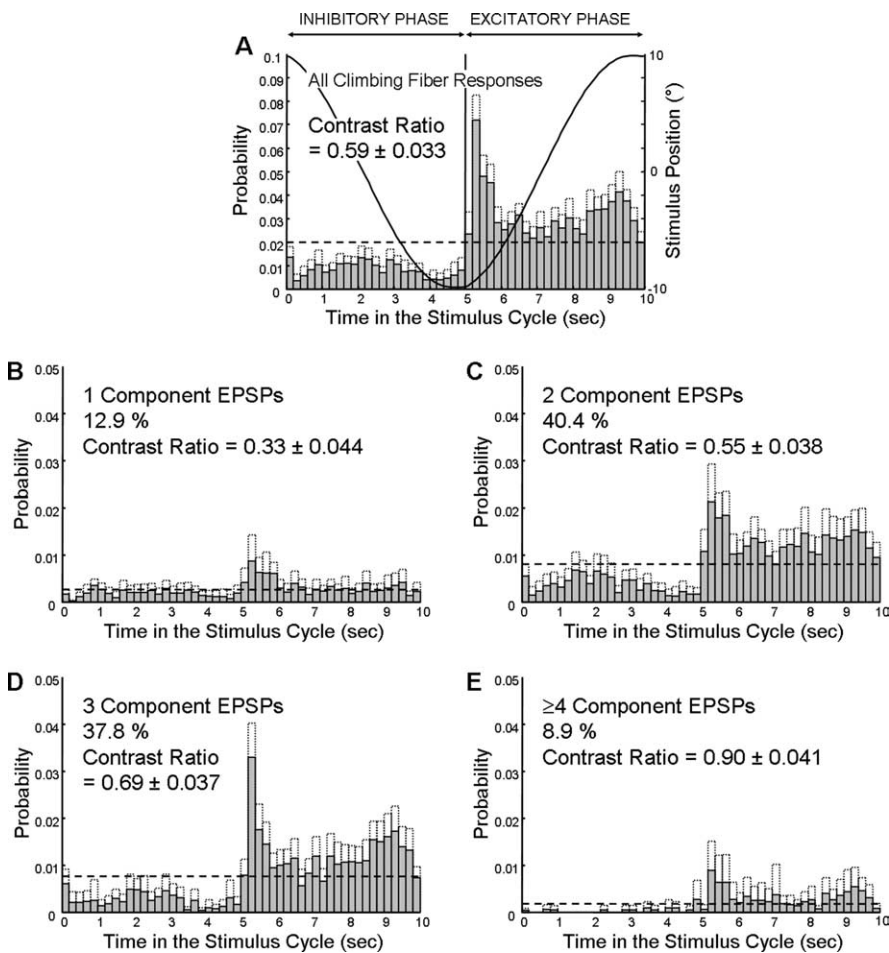 INHIBITORY PHASE EXCITATORY PHASE
A
All Climbing Fiber Responses
Contrast Ratio
= 0.59 ± 0.033
Probability
0.1
0.09
0.08
0.07
0.06
0.05
0.04
0.03
0.02
0.01
0
10
0
-10
Stimulus Position (°)
0 1 2 3 4 5 6 7 8 9 10
Time in the Stimulus Cycle (sec)
B
1 Component EPSPs
12.9 %
Contrast Ratio = 0.33 ± 0.044
Probability
0.05
0.04
0.03
0.02
0.01
0
0 1 2 3 4 5 6 7 8 9 10
Time in the Stimulus Cycle (sec)
C
2 Component EPSPs
40.4 %
Contrast Ratio = 0.55 ± 0.038
Probability
0.05
0.04
0.03
0.02
0.01
0
0 1 2 3 4 5 6 7 8 9 10
Time in the Stimulus Cycle (sec)
D
3 Component EPSPs
37.8 %
Contrast Ratio
= 0.69 ± 0.037
Probability
0.05
0.04
0.03
0.02
0.01
0
0 1 2 3 4 5 6 7 8 9 10
Time in the Stimulus Cycle (sec)
E
≥4 Component EPSPs
8.9 %
Contrast Ratio = 0.90 ± 0.041
Probability
0.05
0.04
0.03
0.02
0.01
0
0 1 2 3 4 5 6 7 8 9 10
Time in the Stimulus Cycle (sec)